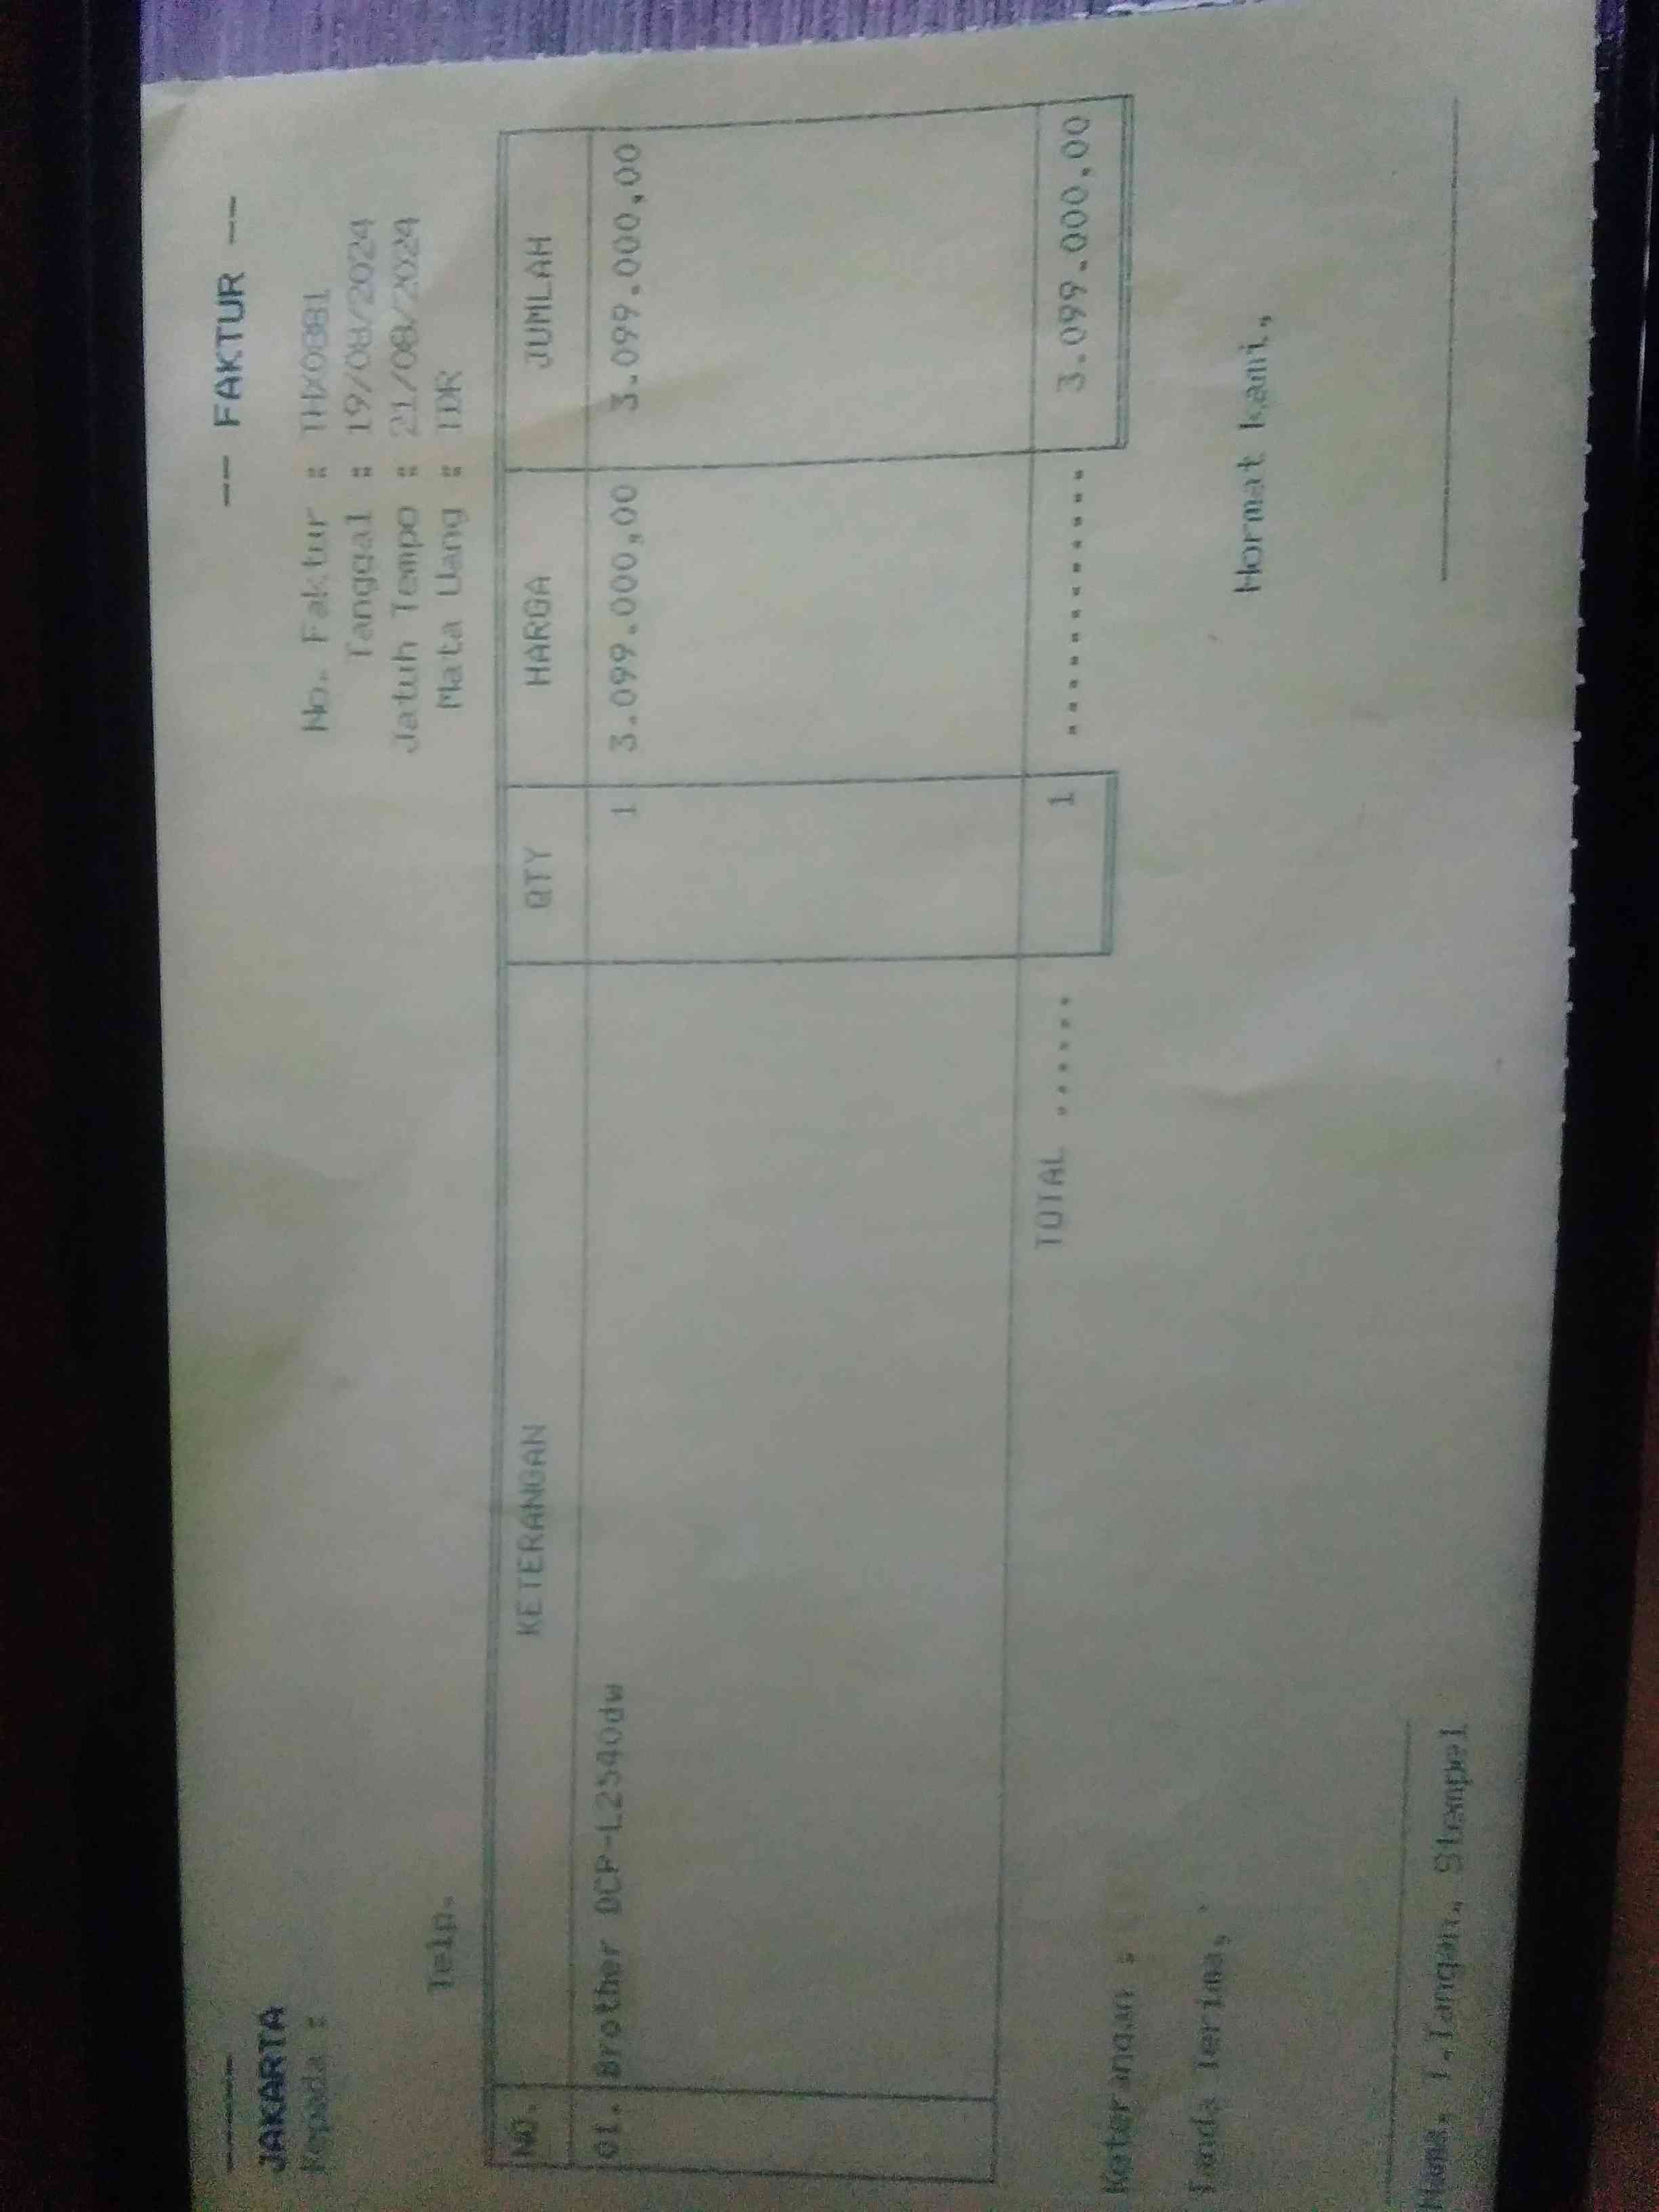 -----
-- FAKTUR --
JAKARTA
Kepada :
No. Faktur :
Tanggal : 19/08/2024
Jatuh Tempo : 21/08/2024
Telp.
Mata Uang : IDR
NO. KETERANGAN QTY HARGA JUMLAH
01. Brother DCP-L2540dw 1 3.099.000,00 3.099.000,00
TOTAL ...... 1 ............. 3.099.000,00
Keterangan :
Tanda Terima, Hormat kami,
Nama, T.Tangan, Stempel